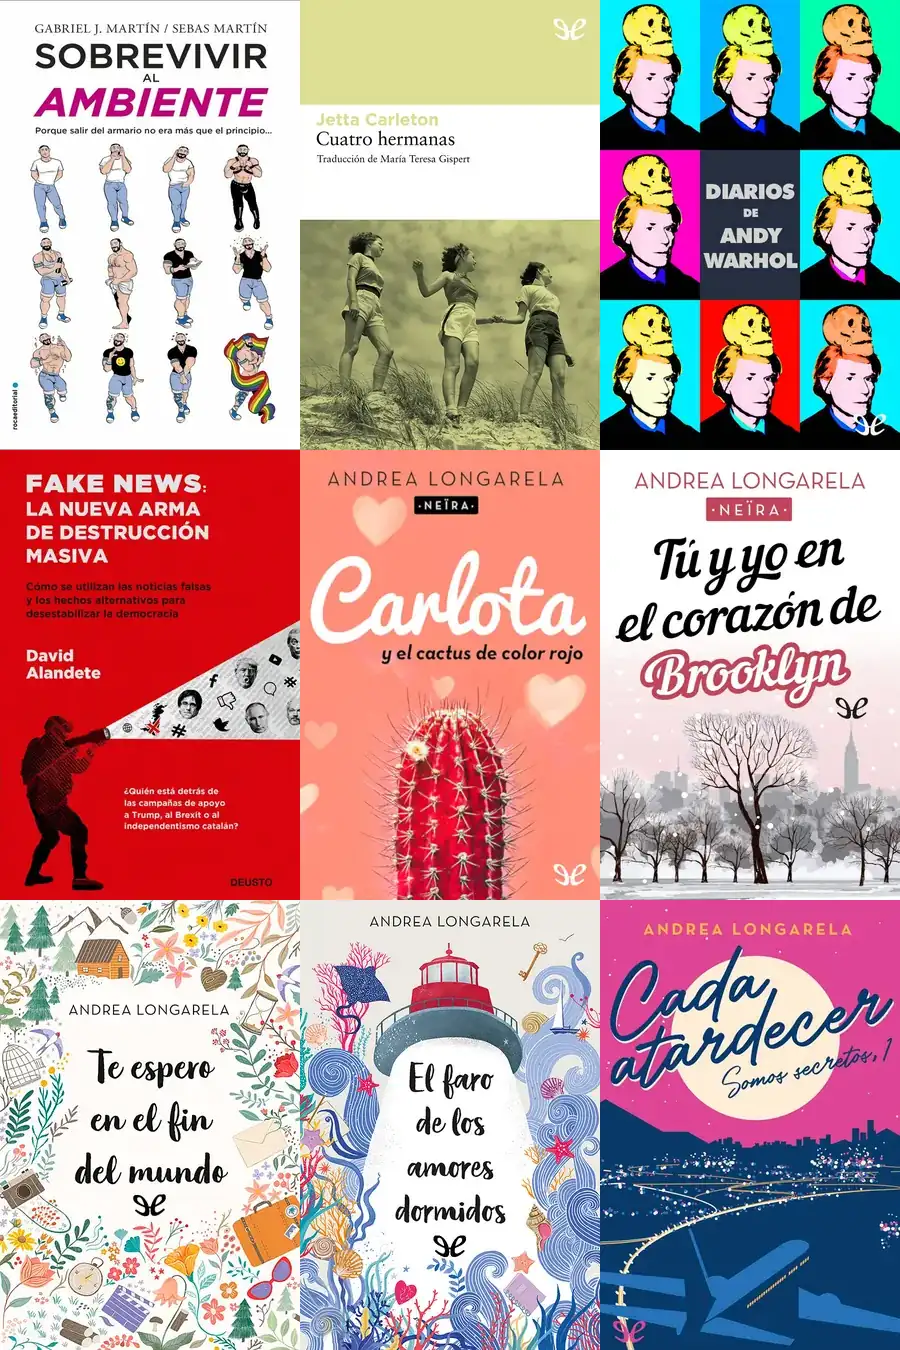 GABRIEL J. MARTÍN / SEBAS MARTÍN
SOBREVIVIR
AL
AMBIENTE
Porque salir del armario no era más que el principio...
rocaeditorial
Jetta Carleton
Cuatro hermanas
Traducción de María Teresa Gispert
DIARIOS
DE
ANDY
WARHOL
FAKE NEWS:
LA NUEVA ARMA
DE DESTRUCCIÓN
MASIVA
Cómo se utilizan las noticias falsas
y los hechos alternativos para
desestabilizar la democracia
David
Alandete
¿Quién está detrás de
las campañas de apoyo
a Trump, al Brexit o al
independentismo catalán?
DEUSTO
ANDREA LONGARELA
·NEÏRA·
Carlota
y el cactus de color rojo
ANDREA LONGARELA
·NEÏRA·
Tú y yo en
el corazón de
Brooklyn
ANDREA LONGARELA
Te espero
en el fin
del mundo
ANDREA LONGARELA
El faro
de los
amores
dormidos
ANDREA LONGARELA
Cada
atardecer
Somos secretos, 1